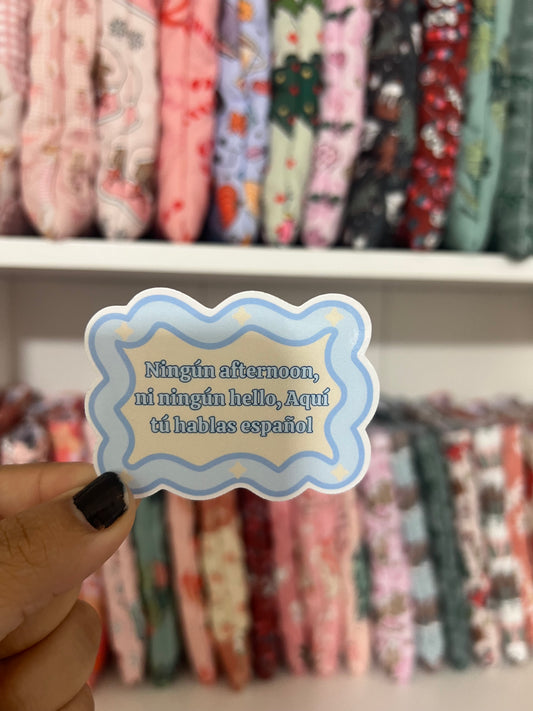 Ningún afternoon,
ni ningún hello, Aquí
tú hablas español